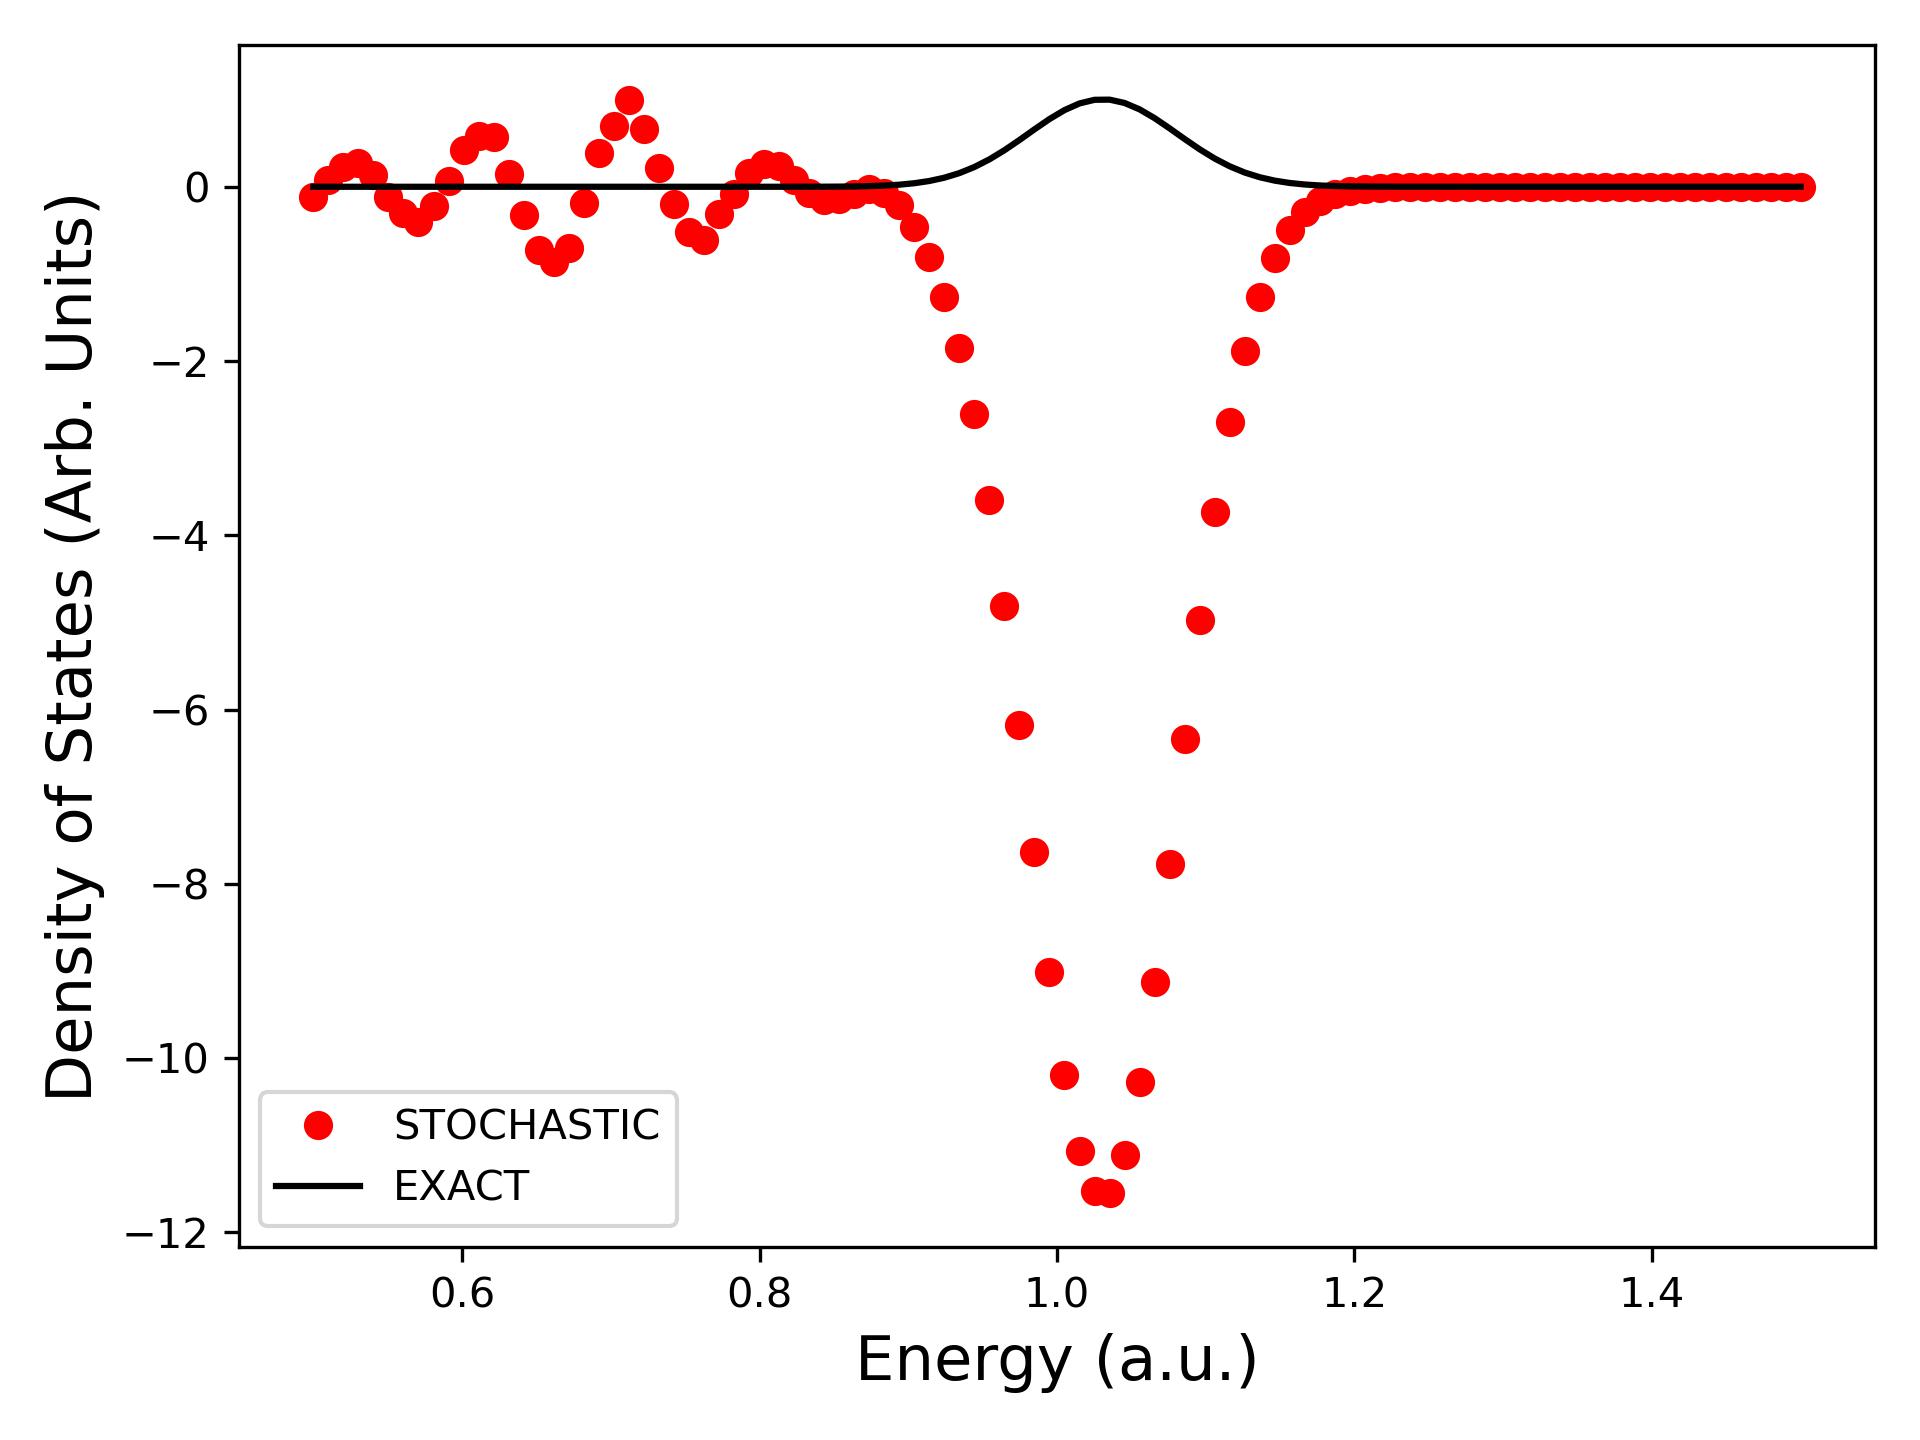 Density of States (Arb. Units)
0
−2
−4
−6
−8
−10
−12
STOCHASTIC
EXACT
0.6 0.8 1.0 1.2 1.4
Energy (a.u.)